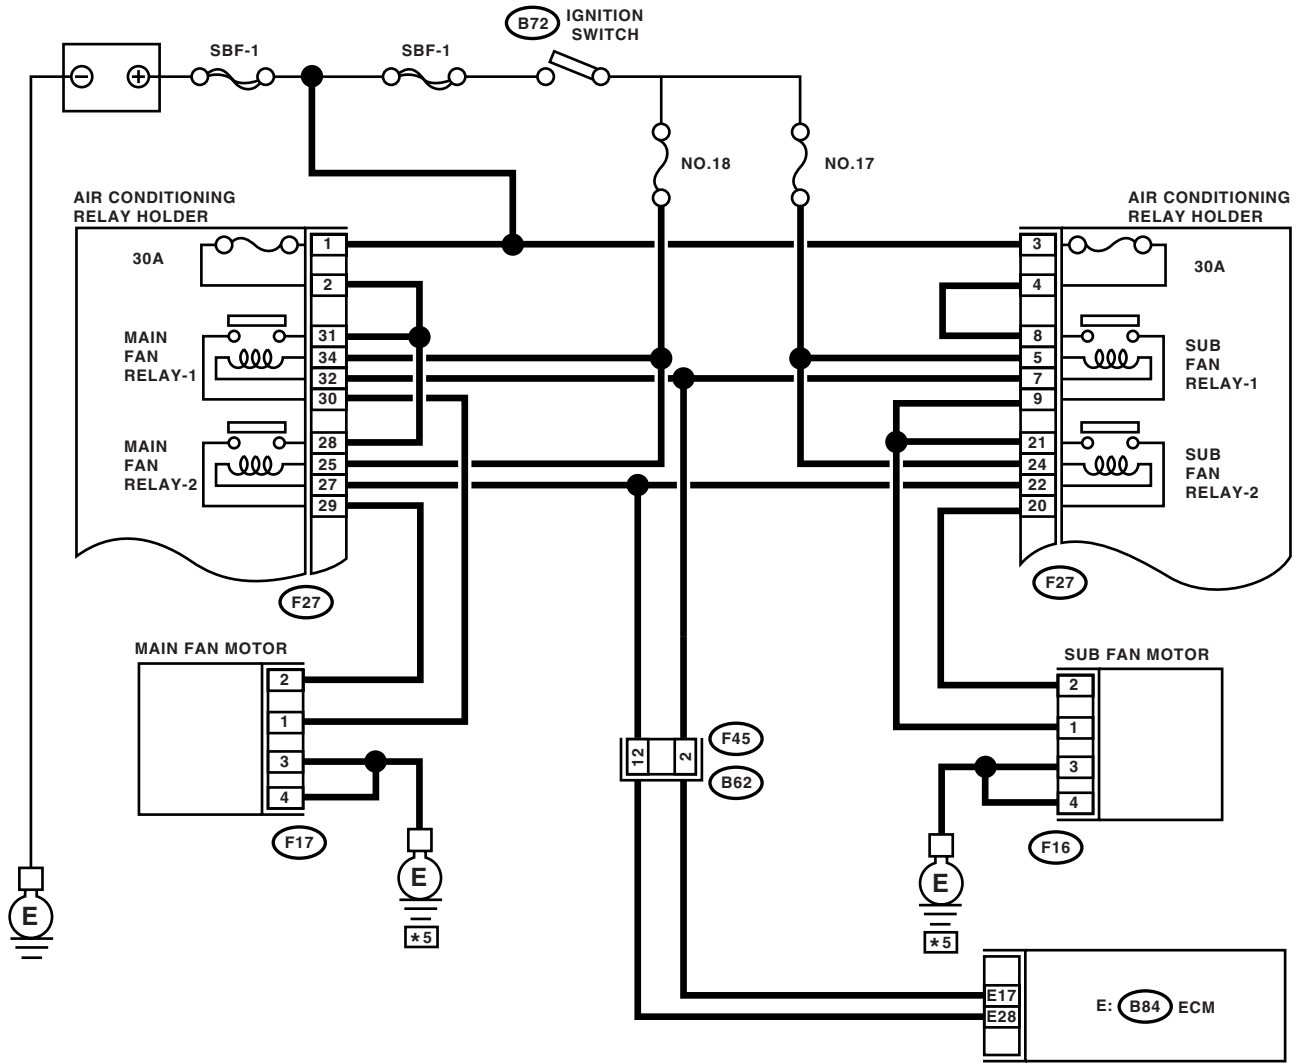 B72
IGNITION
SWITCH
SBF-1
SBF-1
NO.18
NO.17
AIR CONDITIONING
RELAY HOLDER
30A
1
2
MAIN
FAN
RELAY-1
31
34
32
30
MAIN
FAN
RELAY-2
28
25
27
29
F27
AIR CONDITIONING
RELAY HOLDER
3
30A
4
8
5
7
9
SUB
FAN
RELAY-1
21
24
22
20
SUB
FAN
RELAY-2
F27
MAIN FAN MOTOR
2
1
3
4
F17
E
E
*5
12
2
F45
B62
SUB FAN MOTOR
2
1
3
4
F16
E
*5
E17
E28
E: B84 ECM